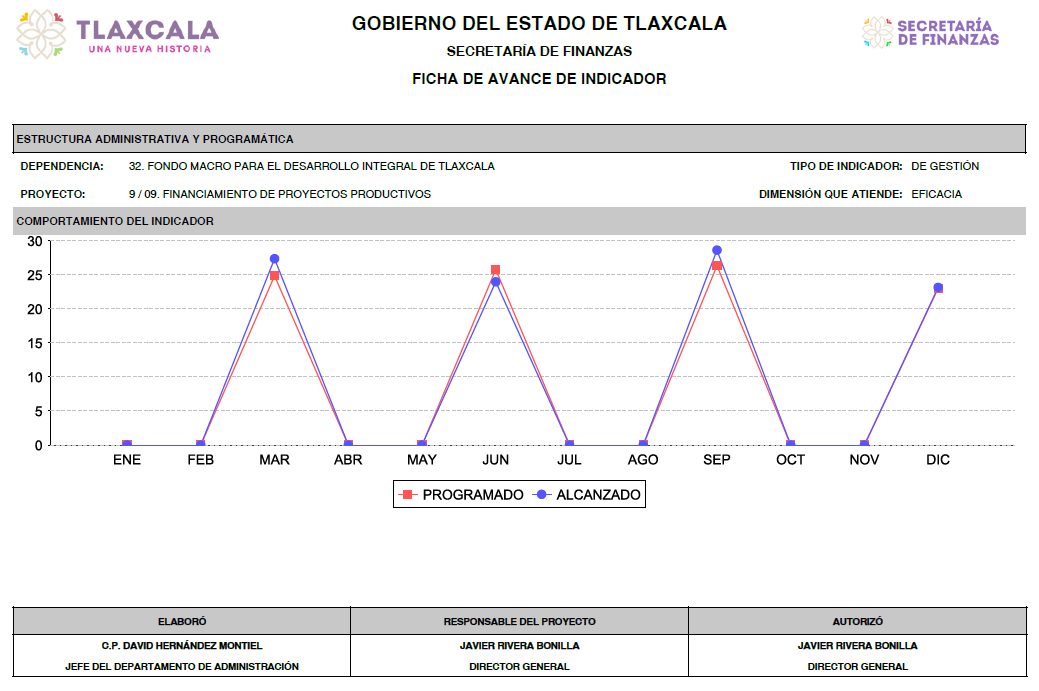 TLAXCALA
UNA NUEVA HISTORIA
GOBIERNO DEL ESTADO DE TLAXCALA
SECRETARÍA DE FINANZAS
FICHA DE AVANCE DE INDICADOR
SECRETARÍA
DE FINANZAS
ESTRUCTURA ADMINISTRATIVA Y PROGRAMÁTICA
DEPENDENCIA: 32. FONDO MACRO PARA EL DESARROLLO INTEGRAL DE TLAXCALA TIPO DE INDICADOR: DE GESTIÓN
PROYECTO: 9 / 09. FINANCIAMIENTO DE PROYECTOS PRODUCTIVOS DIMENSIÓN QUE ATIENDE: EFICACIA
COMPORTAMIENTO DEL INDICADOR
30
25
20
15
10
5
0
ENE FEB MAR ABR MAY JUN JUL AGO SEP OCT NOV DIC
PROGRAMADO ALCANZADO
ELABORÓ RESPONSABLE DEL PROYECTO AUTORIZÓ
C.P. DAVID HERNÁNDEZ MONTIEL JAVIER RIVERA BONILLA JAVIER RIVERA BONILLA
JEFE DEL DEPARTAMENTO DE ADMINISTRACIÓN DIRECTOR GENERAL DIRECTOR GENERAL